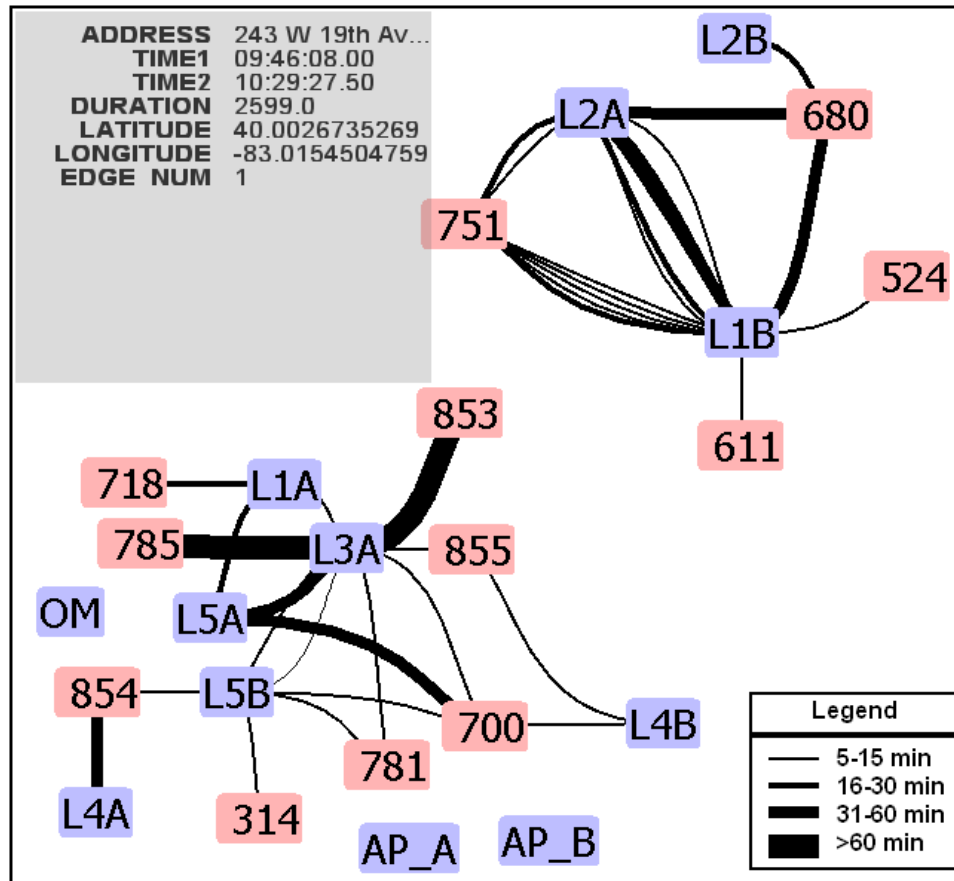 ADDRESS 243 W 19th Av...
TIME1 09:46:08.00
TIME2 10:29:27.50
DURATION 2599.0
LATITUDE 40.0026735269
LONGITUDE -83.0154504759
EDGE NUM 1
L2B
L2A
680
751
524
L1B
611
853
718
L1A
785
L3A
855
OM
L5A
854
L5B
700
L4B
781
L4A
314
AP_A
AP_B
Legend
5-15 min
16-30 min
31-60 min
>60 min